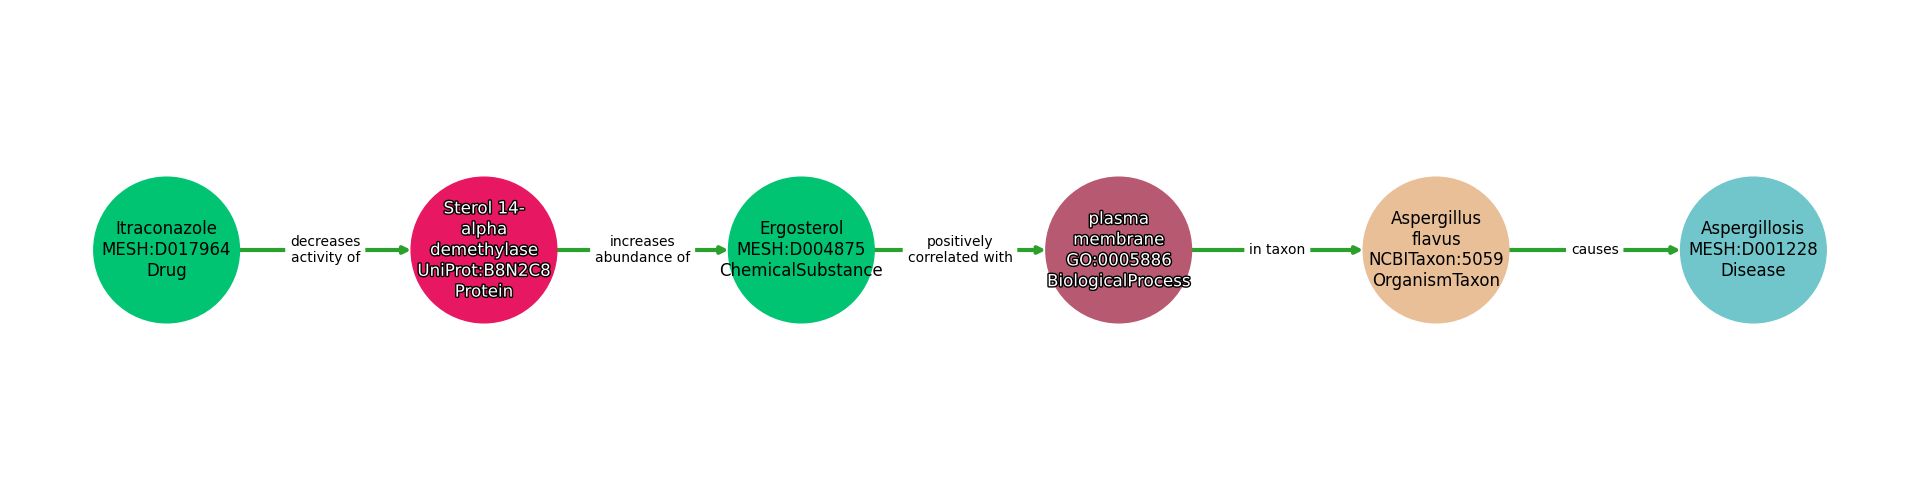 Itraconazole
MESH:D017964
Drug
decreases
activity of
Sterol 14-
alpha
demethylase
UniProt:B8N2C8
Protein
increases
abundance of
Ergosterol
MESH:D004875
ChemicalSubstance
positively
correlated with
plasma
membrane
GO:0005886
BiologicalProcess
in taxon
Aspergillus
flavus
NCBITaxon:5059
OrganismTaxon
causes
Aspergillosis
MESH:D001228
Disease